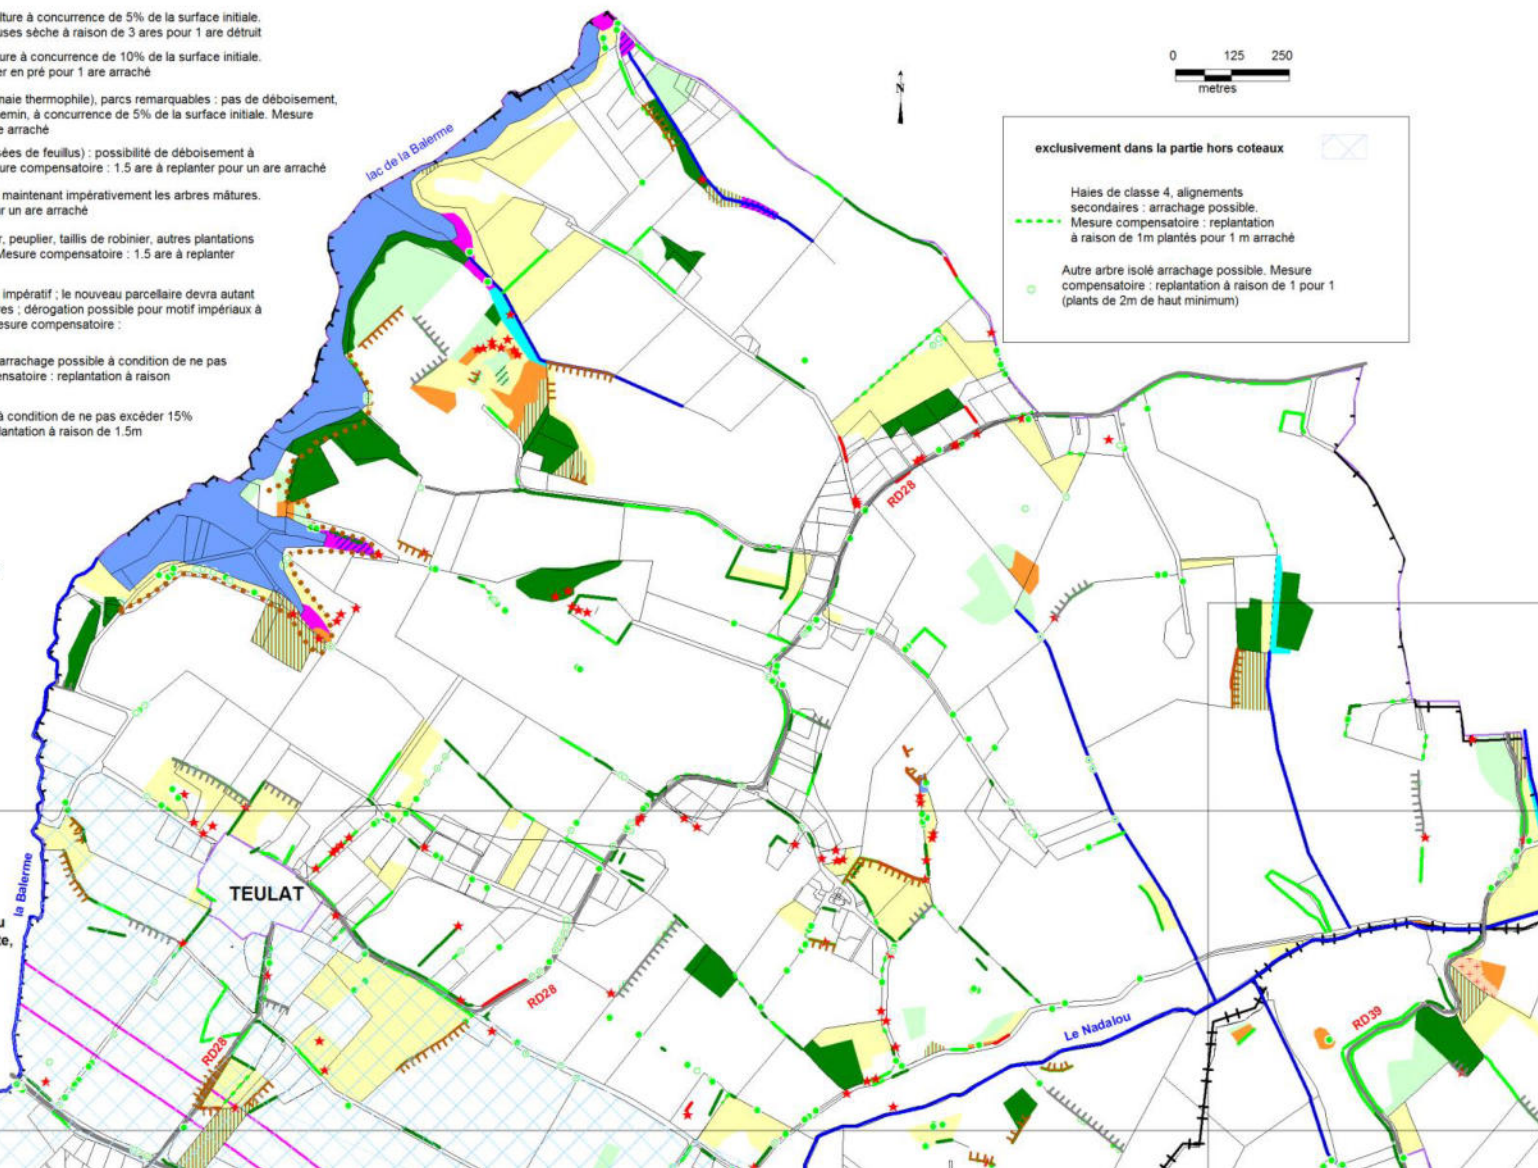 lture à concurrence de 5% de la surface initiale.
uses sèche à raison de 3 ares pour 1 are détruit
ure à concurrence de 10% de la surface initiale.
er en pré pour 1 are arraché
naie thermophile), parcs remarquables : pas de déboisement,
emin, à concurrence de 5% de la surface initiale. Mesure
e arraché
sées de feuillus) : possibilité de déboisement à
ure compensatoire : 1.5 are à replanter pour un are arraché
maintenant impérativement les arbres mâtures.
ur un are arraché
r, peuplier, taillis de robinier, autres plantations
Mesure compensatoire : 1.5 are à replanter
impératif ; le nouveau parcellaire devra autant
res ; dérogation possible pour motif impériaux à
esure compensatoire :
arrachage possible à condition de ne pas
ensatoire : replantation à raison
à condition de ne pas excéder 15%
plantation à raison de 1.5m
u
te,
0 125 250
metres
N
exclusivement dans la partie hors coteaux
Haies de classe 4, alignements
secondaires : arrachage possible.
Mesure compensatoire : replantation
à raison de 1m plantés pour 1 m arraché
Autre arbre isolé arrachage possible. Mesure
compensatoire : replantation à raison de 1 pour 1
(plants de 2m de haut minimum)
lac de la Balerme
RD28
la Balerme
TEULAT
RD28
RD28
Le Nadalou
RD39